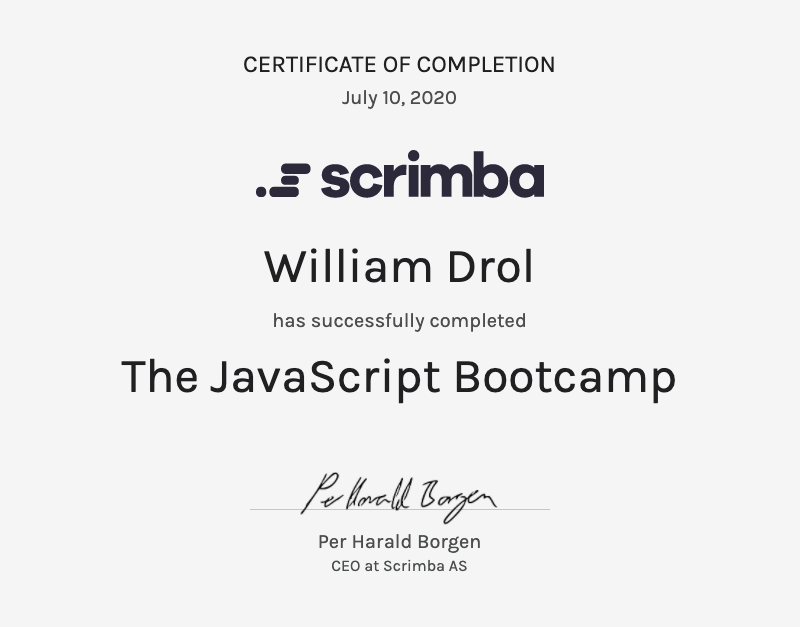 CERTIFICATE OF COMPLETION
July 10, 2020
scrimba
William Drol
has successfully completed
The JavaScript Bootcamp
Per Harald Borgen
Per Harald Borgen
CEO at Scrimba AS